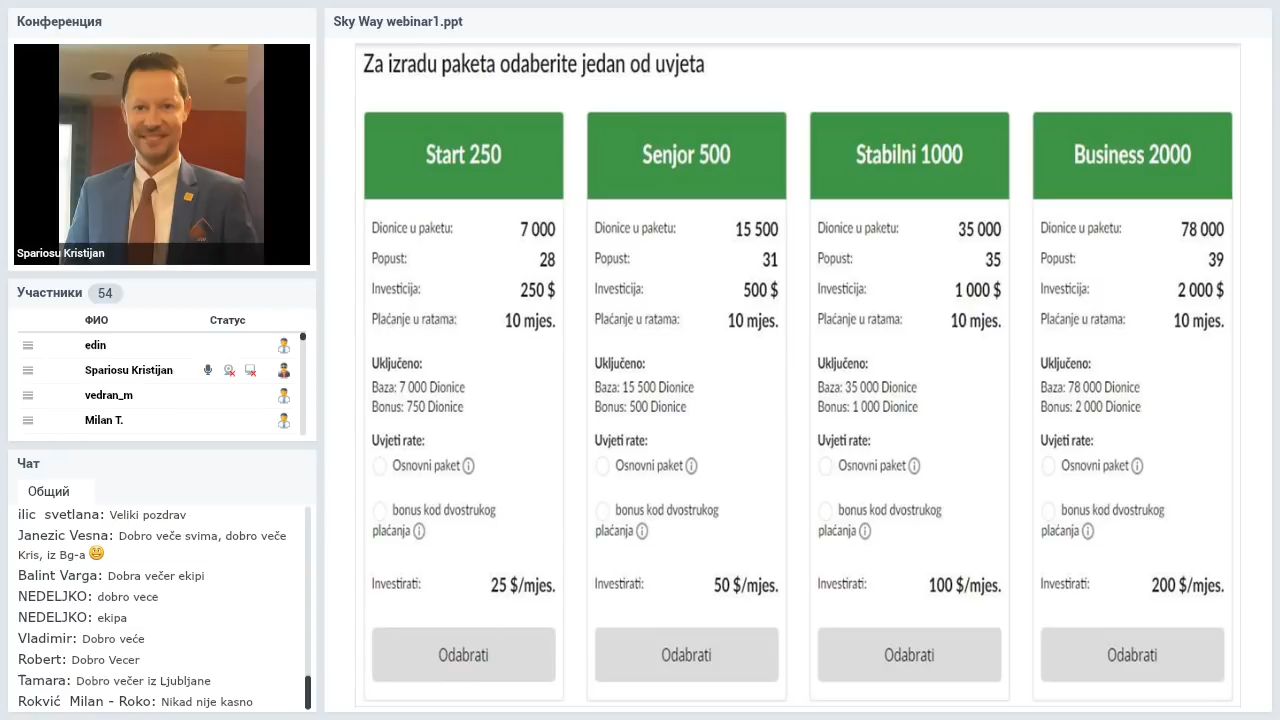 Конференция
Spariosu Kristijan
Участники 54
ФИО Статус
edin
Spariosu Kristijan
vedran_m
Milan T.
Чат
Общий
ilic svetlana: Veliki pozdrav
Janezic Vesna: Dobro veče svima, dobro veče
Kris, iz Bg-a
Balint Varga: Dobra večer ekipi
NEDELJKO: dobro vece
NEDELJKO: ekipa
Vladimir: Dobro veće
Robert: Dobro Vecer
Tamara: Dobro večer iz Ljubljane
Rokvić Milan - Roko: Nikad nije kasno
Sky Way webinar1.ppt
Za izradu paketa odaberite jedan od uvjeta
Start 250
Dionice u paketu: 7 000
Popust: 28
Investicija: 250 $
Plaćanje u ratama: 10 mjes.
Uključeno:
Baza: 7 000 Dionice
Bonus: 750 Dionice
Uvjeti rate:
Osnovni paket
bonus kod dvostrukog
plaćanja
Investirati: 25 $/mjes.
Odabrati
Senjor 500
Dionice u paketu: 15 500
Popust: 31
Investicija: 500 $
Plaćanje u ratama: 10 mjes.
Uključeno:
Baza: 15 500 Dionice
Bonus: 500 Dionice
Uvjeti rate:
Osnovni paket
bonus kod dvostrukog
plaćanja
Investirati: 50 $/mjes.
Odabrati
Stabilni 1000
Dionice u paketu: 35 000
Popust: 35
Investicija: 1 000 $
Plaćanje u ratama: 10 mjes.
Uključeno:
Baza: 35 000 Dionice
Bonus: 1 000 Dionice
Uvjeti rate:
Osnovni paket
bonus kod dvostrukog
plaćanja
Investirati: 100 $/mjes.
Odabrati
Business 2000
Dionice u paketu: 78 000
Popust: 39
Investicija: 2 000 $
Plaćanje u ratama: 10 mjes.
Uključeno:
Baza: 78 000 Dionice
Bonus: 2 000 Dionice
Uvjeti rate:
Osnovni paket
bonus kod dvostrukog
plaćanja
Investirati: 200 $/mjes.
Odabrati